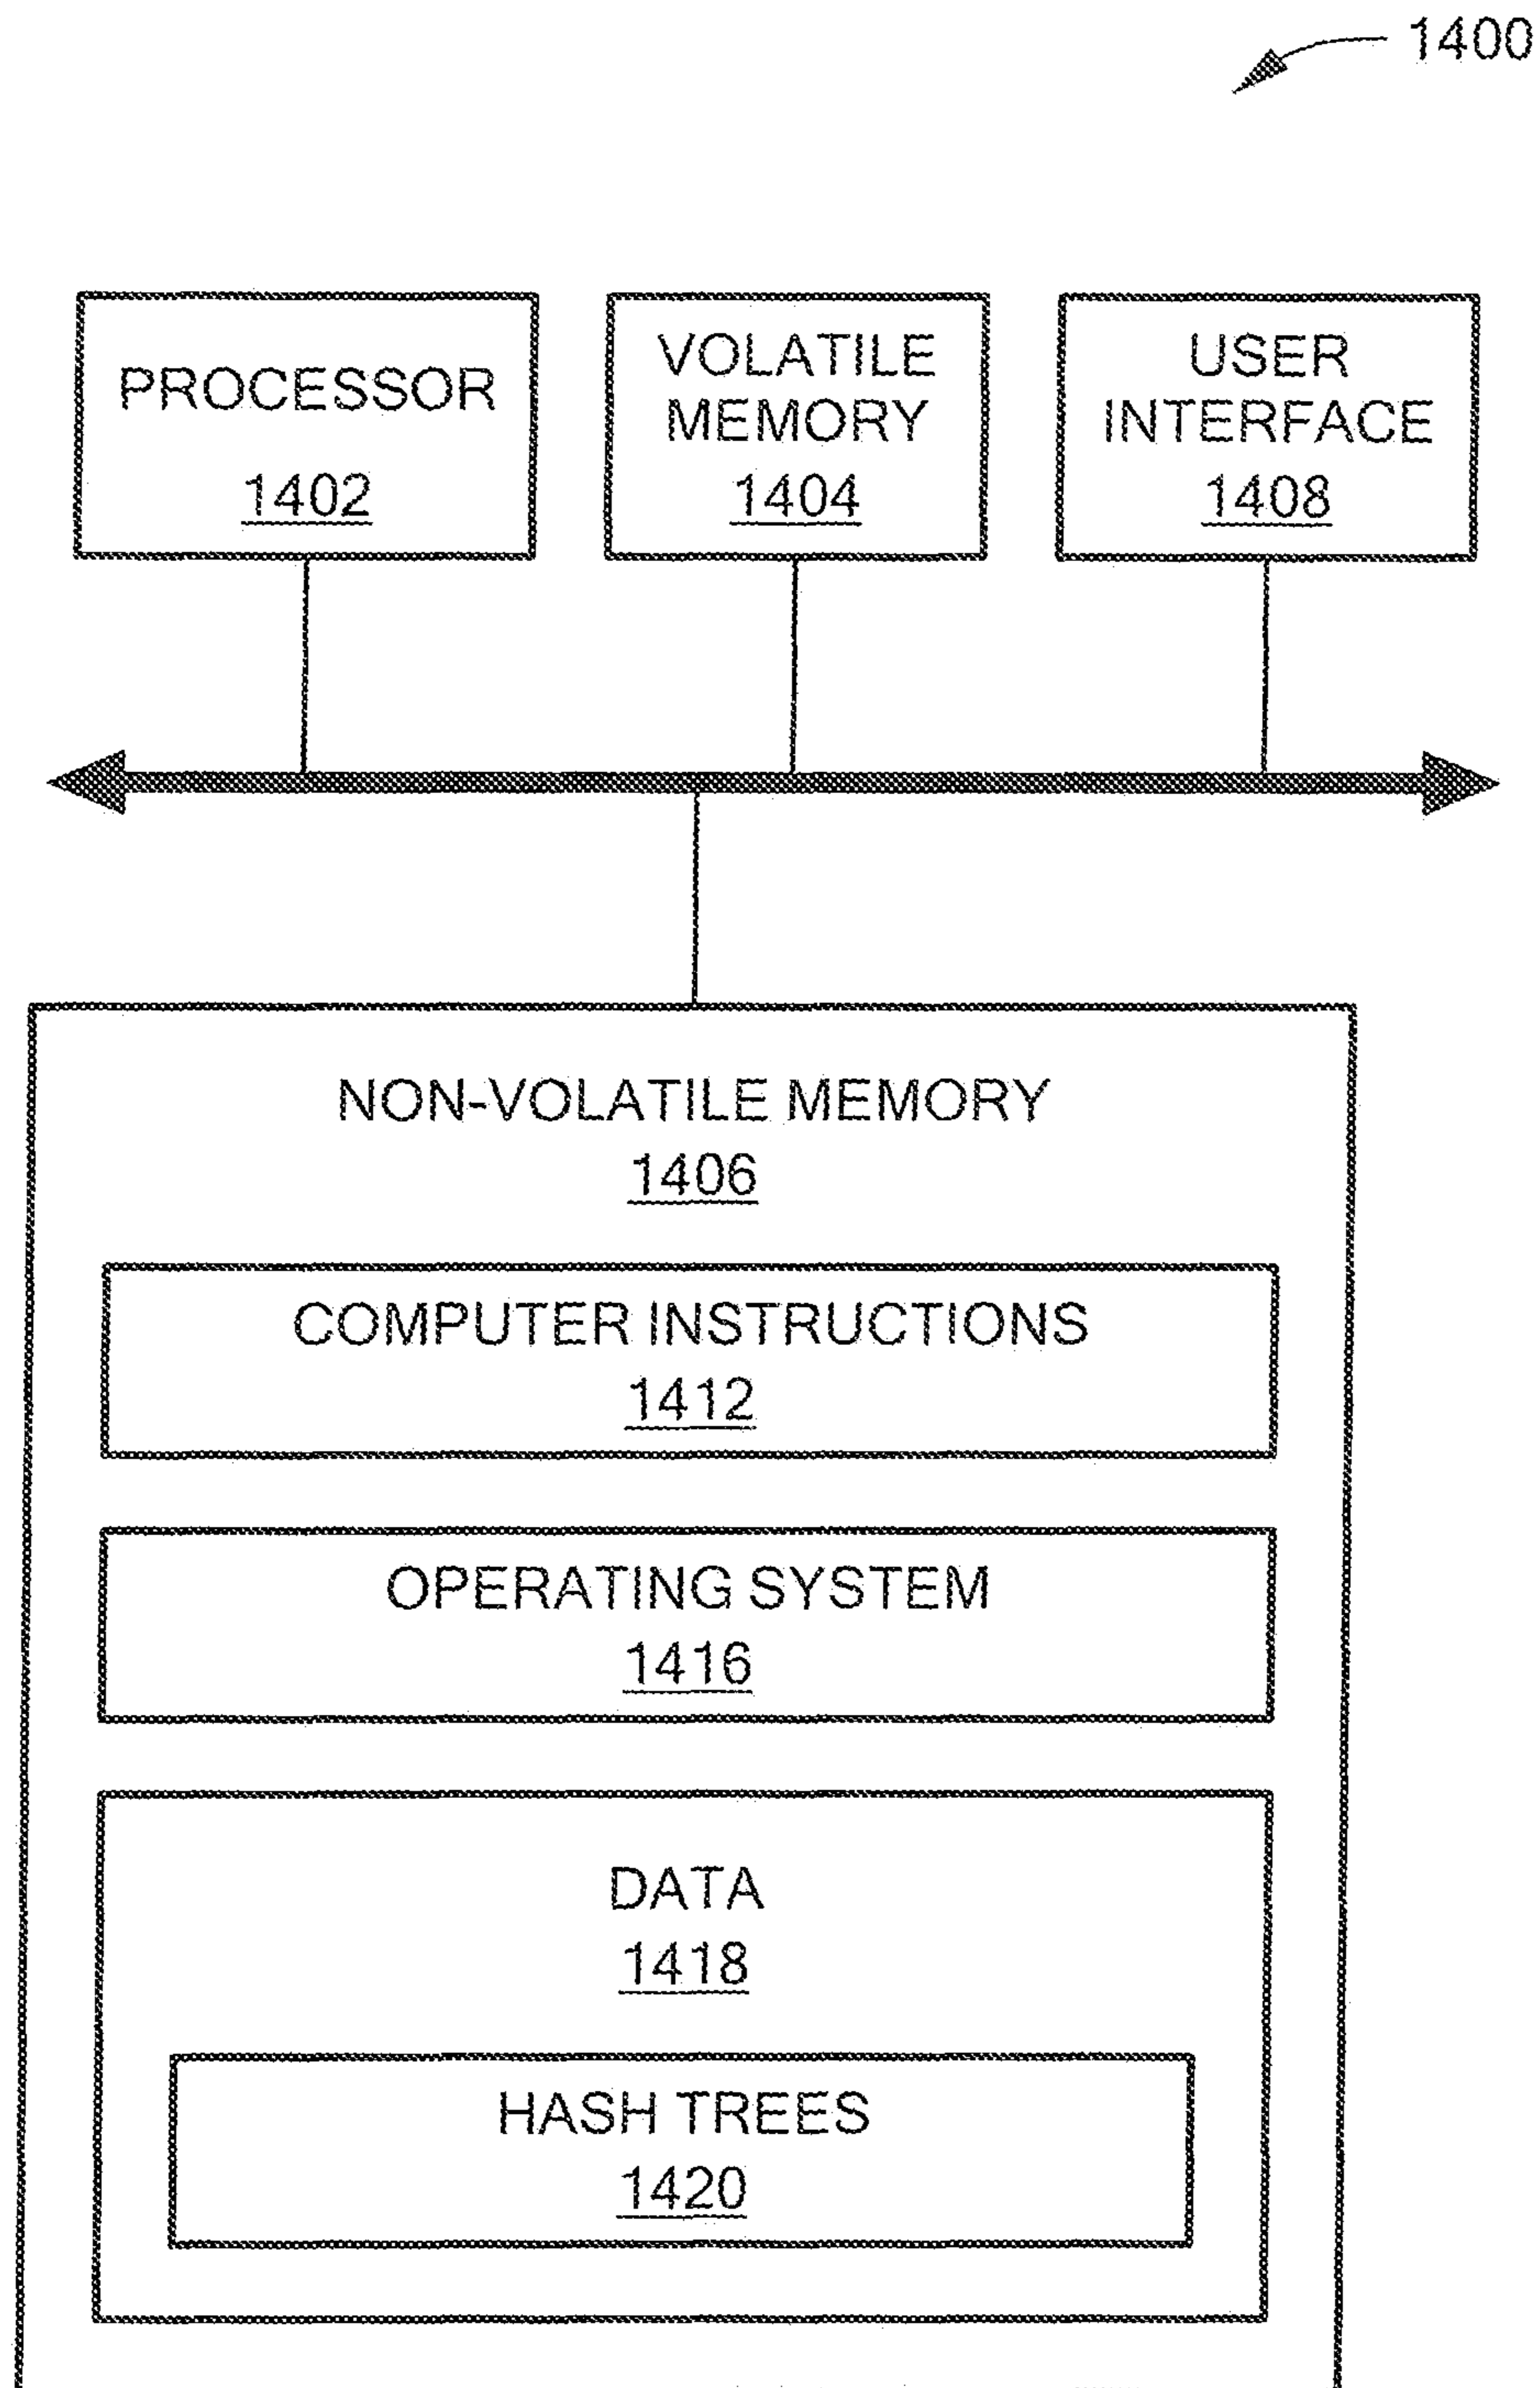 1400
PROCESSOR
1402
VOLATILE
MEMORY
1404
USER
INTERFACE
1408
NON-VOLATILE MEMORY
1406
COMPUTER INSTRUCTIONS
1412
OPERATING SYSTEM
1416
DATA
1418
HASH TREES
1420